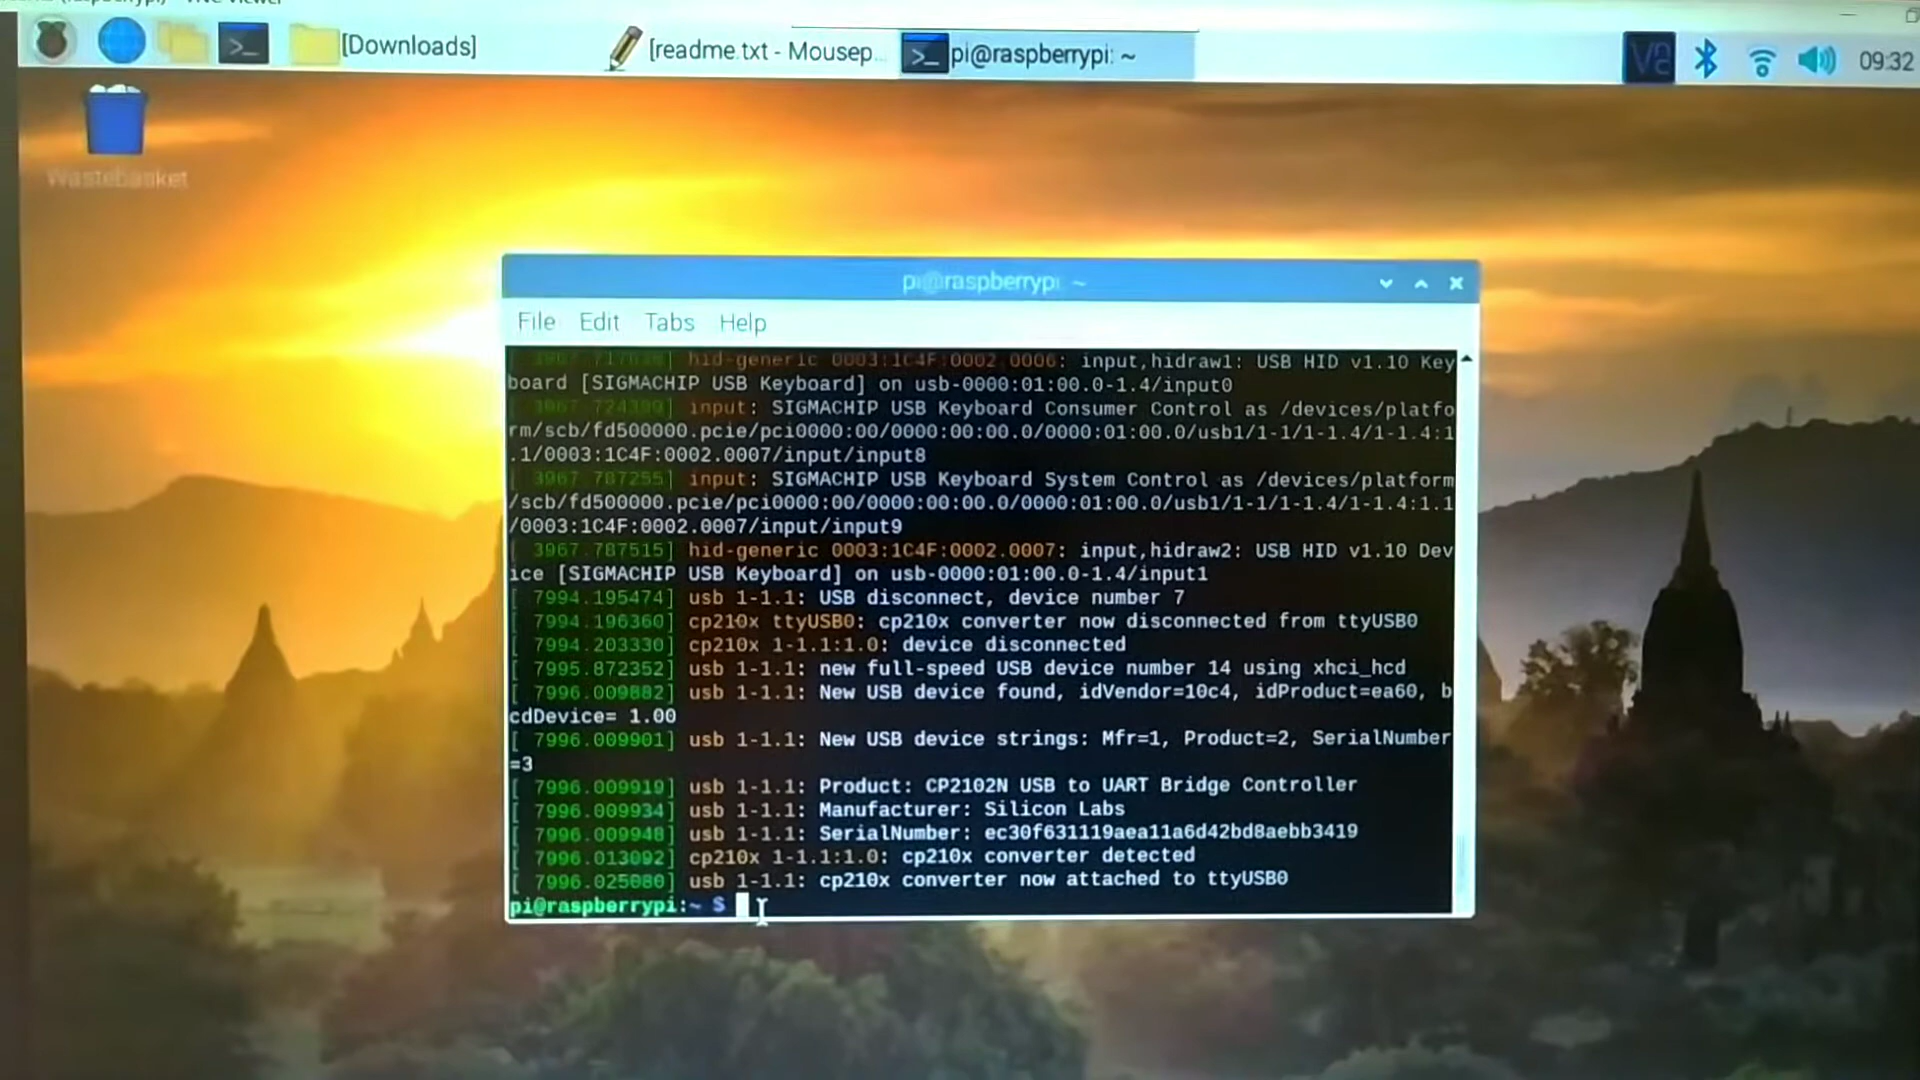 [Downloads]
[readme.txt - Mousep...
pi@raspberrypi: ~
09:32
Wastebasket
pi@raspberrypi: ~
File Edit Tabs Help
hid-generic 0003:1C4F:0002.0006: input,hidraw1: USB HID v1.10 Key
board [SIGMACHIP USB Keyboard] on usb-0000:01:00.0-1.4/input0
[ 3967.724399] input: SIGMACHIP USB Keyboard Consumer Control as /devices/platfo
rm/scb/fd500000.pcie/pci0000:00/0000:00:00.0/0000:01:00.0/usb1/1-1/1-1.4/1-1.4:1
.1/0003:1C4F:0002.0007/input/input8
[ 3967.787255] input: SIGMACHIP USB Keyboard System Control as /devices/platform
/scb/fd500000.pcie/pci0000:00/0000:00:00.0/0000:01:00.0/usb1/1-1/1-1.4/1-1.4:1.1
/0003:1C4F:0002.0007/input/input9
[ 3967.787515] hid-generic 0003:1C4F:0002.0007: input,hidraw2: USB HID v1.10 Dev
ice [SIGMACHIP USB Keyboard] on usb-0000:01:00.0-1.4/input1
[ 7994.195474] usb 1-1.1: USB disconnect, device number 7
[ 7994.196360] cp210x ttyUSB0: cp210x converter now disconnected from ttyUSB0
[ 7994.203330] cp210x 1-1.1:1.0: device disconnected
[ 7995.872352] usb 1-1.1: new full-speed USB device number 14 using xhci_hcd
[ 7996.009882] usb 1-1.1: New USB device found, idVendor=10c4, idProduct=ea60, b
cdDevice= 1.00
[ 7996.009901] usb 1-1.1: New USB device strings: Mfr=1, Product=2, SerialNumber
=3
[ 7996.009919] usb 1-1.1: Product: CP2102N USB to UART Bridge Controller
[ 7996.009934] usb 1-1.1: Manufacturer: Silicon Labs
[ 7996.009948] usb 1-1.1: SerialNumber: ec30f631119aea11a6d42bd8aebb3419
[ 7996.013092] cp210x 1-1.1:1.0: cp210x converter detected
[ 7996.025080] usb 1-1.1: cp210x converter now attached to ttyUSB0
pi@raspberrypi:~ $